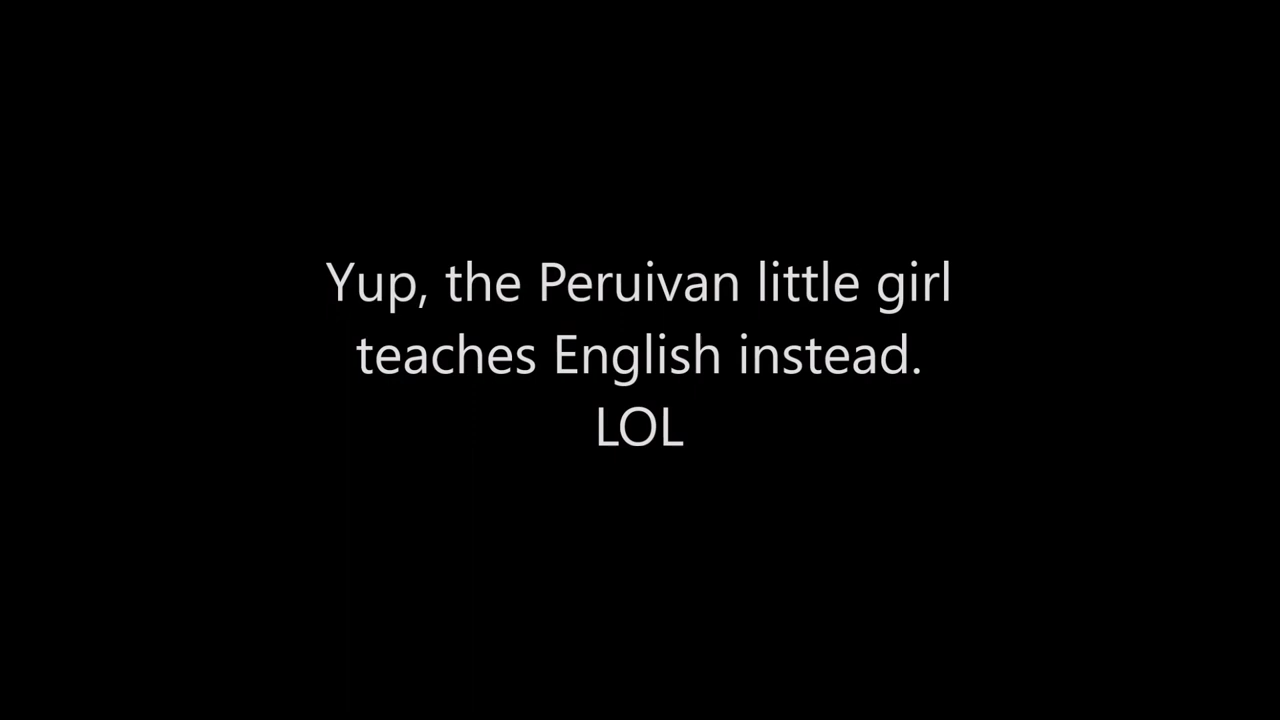 Yup, the Peruivan little girl
teaches English instead.
LOL